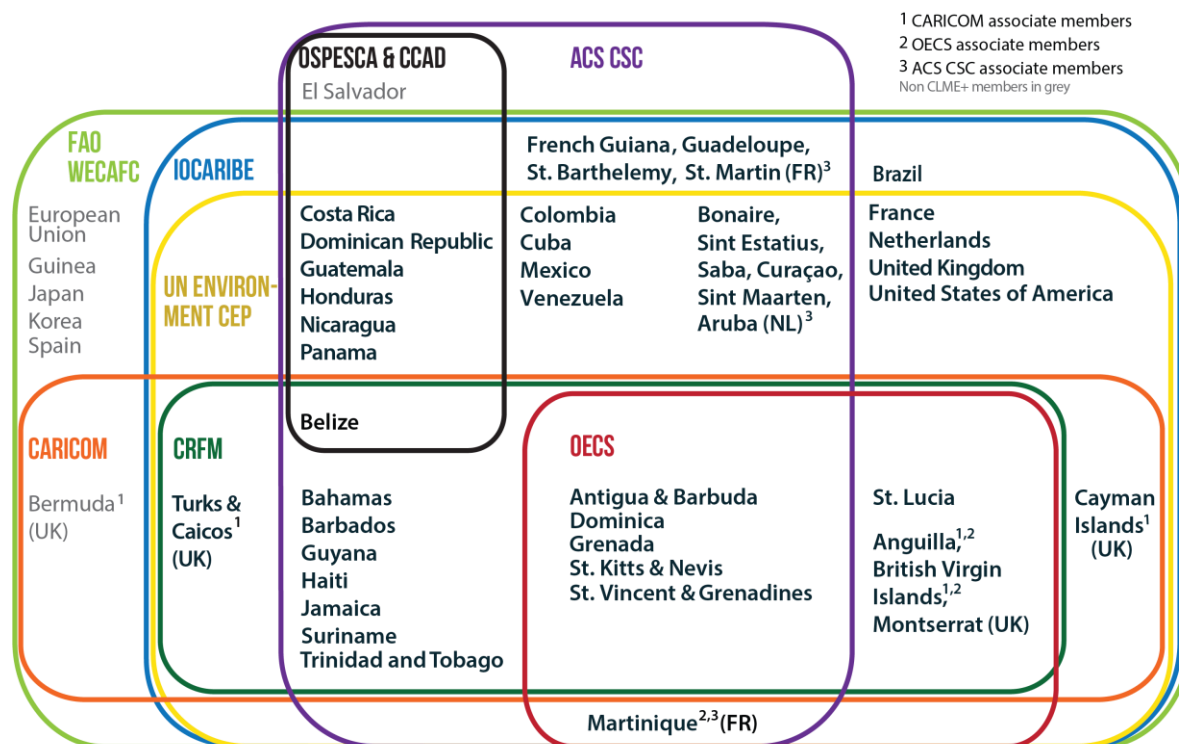 ¹ CARICOM associate members
² OECS associate members
³ ACS CSC associate members
Non CLME+ members in grey
OSPESCA & CCAD
El Salvador
ACS CSC
FAO
WECAFC
European
Union
Guinea
Japan
Korea
Spain
IOCARIBE
French Guiana, Guadeloupe,
St. Barthelemy, St. Martin (FR)³
Brazil
UN ENVIRON-
MENT CEP
Costa Rica
Dominican Republic
Guatemala
Honduras
Nicaragua
Panama
Colombia
Cuba
Mexico
Venezuela
Bonaire,
Sint Estatius,
Saba, Curaçao,
Sint Maarten,
Aruba (NL)³
France
Netherlands
United Kingdom
United States of America
Belize
CARICOM
Bermuda¹
(UK)
CRFM
Turks &
Caicos¹
(UK)
Bahamas
Barbados
Guyana
Haiti
Jamaica
Suriname
Trinidad and Tobago
OECS
Antigua & Barbuda
Dominica
Grenada
St. Kitts & Nevis
St. Vincent & Grenadines
St. Lucia
Anguilla,¹,²
British Virgin
Islands,¹,²
Montserrat (UK)
Cayman
Islands¹
(UK)
Martinique²,³ (FR)